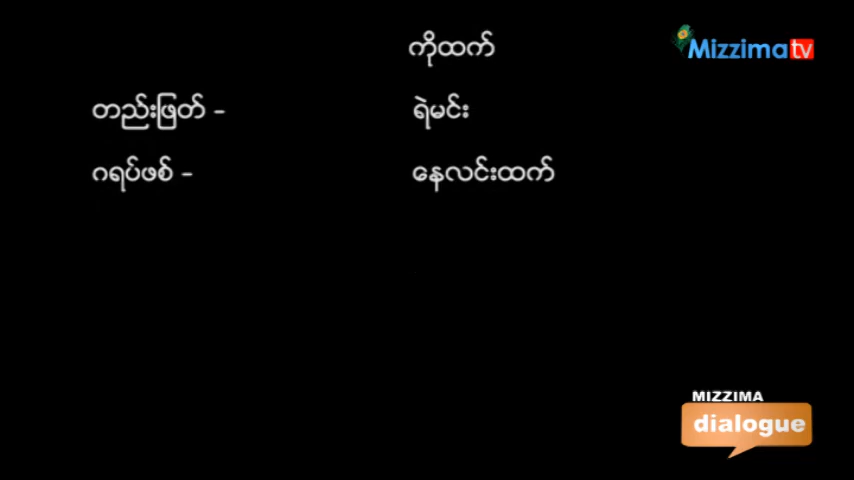 ကိုထက်
Mizzima tv
တည်းဖြတ် - ရဲမင်း
ဂရပ်ဖစ် - နေလင်းထက်
MIZZIMA
dialogue